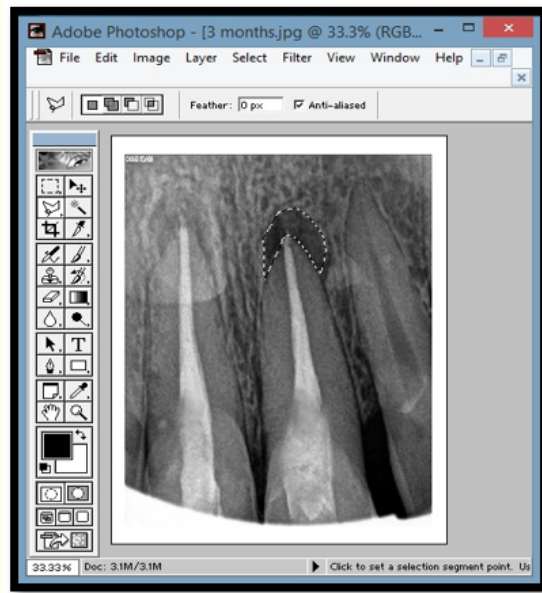 Adobe Photoshop - [3 months.jpg @ 33.3% (RGB...
File Edit Image Layer Select Filter View Window Help
Feather: 0 px Anti-aliased
T
33.33% Doc: 3.1M/3.1M Click to set a selection segment point. Us